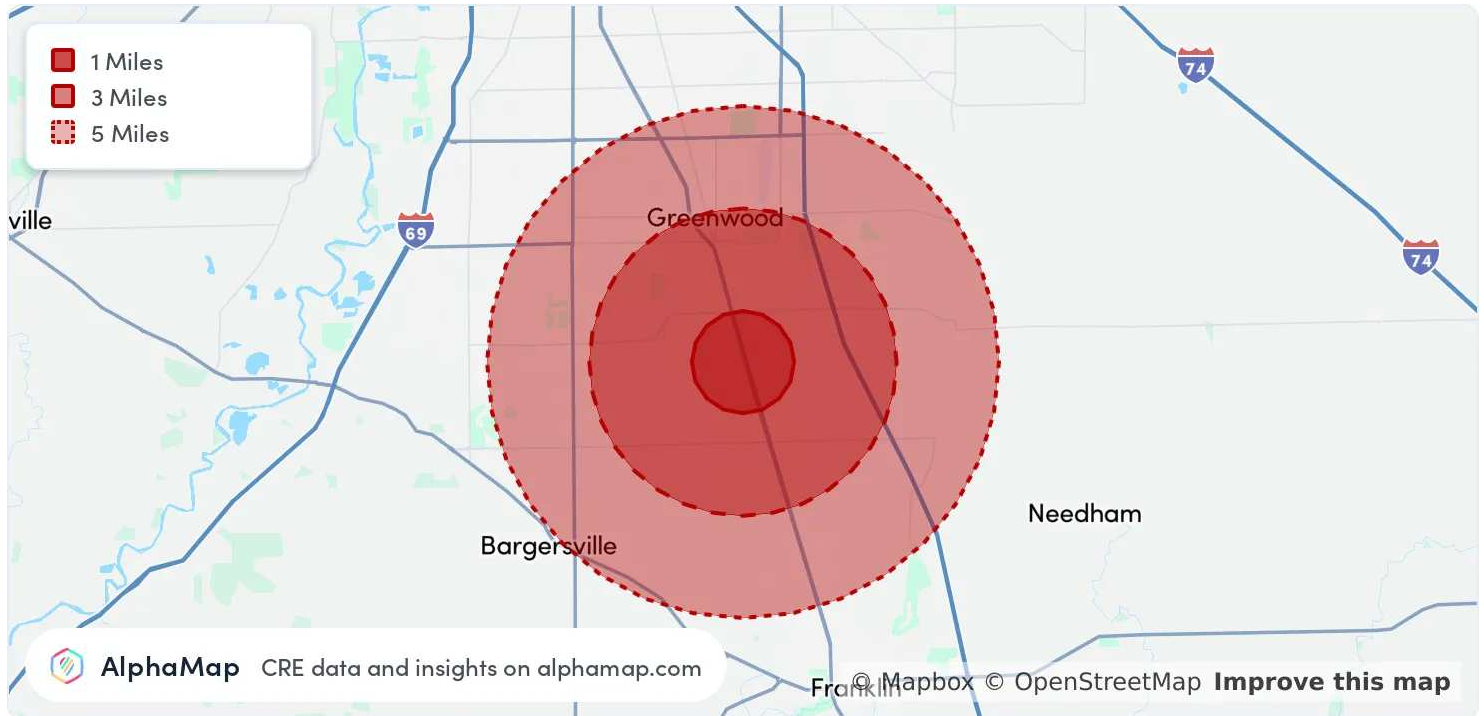 1 Miles
3 Miles
5 Miles
74
ville
Greenwood
69
74
Needham
Bargersville
AlphaMap CRE data and insights on alphamap.com
Franklin
© Mapbox © OpenStreetMap Improve this map